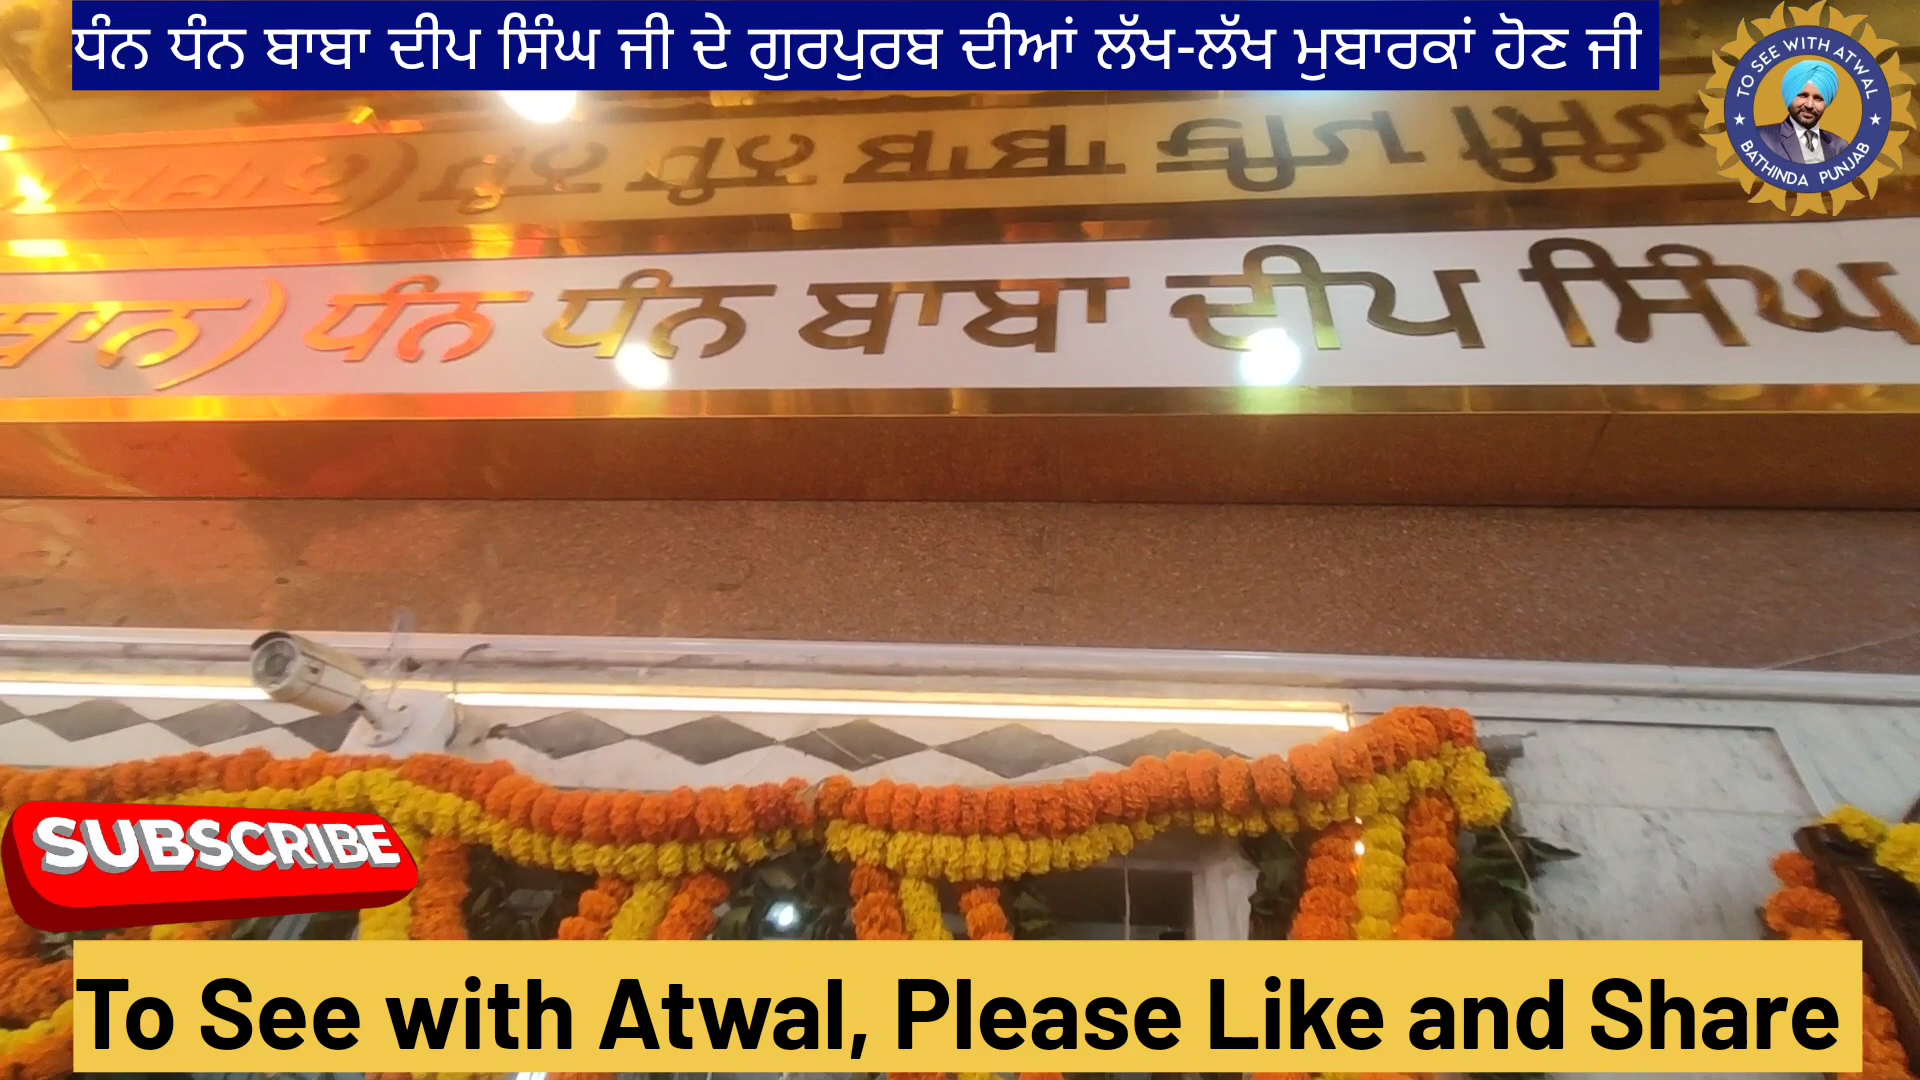 ਧੰਨ ਧੰਨ ਬਾਬਾ ਦੀਪ ਸਿੰਘ ਜੀ ਦੇ ਗੁਰਪੁਰਬ ਦੀਆਂ ਲੱਖ-ਲੱਖ ਮੁਬਾਰਕਾਂ ਹੋਣ ਜੀ
TO SEE WITH ATWAL
BATHINDA PUNJAB
ਧੰਨ ਧੰਨ ਬਾਬਾ ਦੀਪ ਸਿੰਘ
SUBSCRIBE
To See with Atwal, Please Like and Share